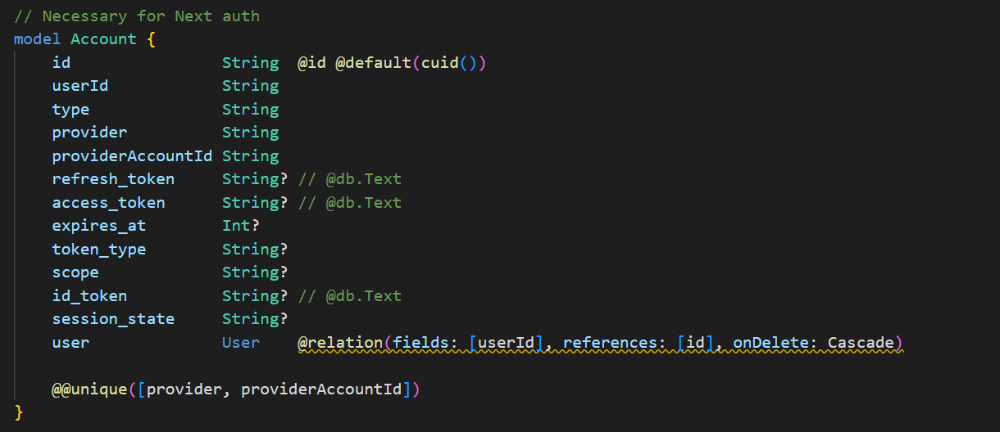 // Necessary for Next auth
model Account {
    id                String  @id @default(cuid())
    userId            String
    type              String
    provider          String
    providerAccountId String
    refresh_token     String? // @db.Text
    access_token      String? // @db.Text
    expires_at        Int?
    token_type        String?
    scope             String?
    id_token          String? // @db.Text
    session_state     String?
    user              User    @relation(fields: [userId], references: [id], onDelete: Cascade)

    @@unique([provider, providerAccountId])
}